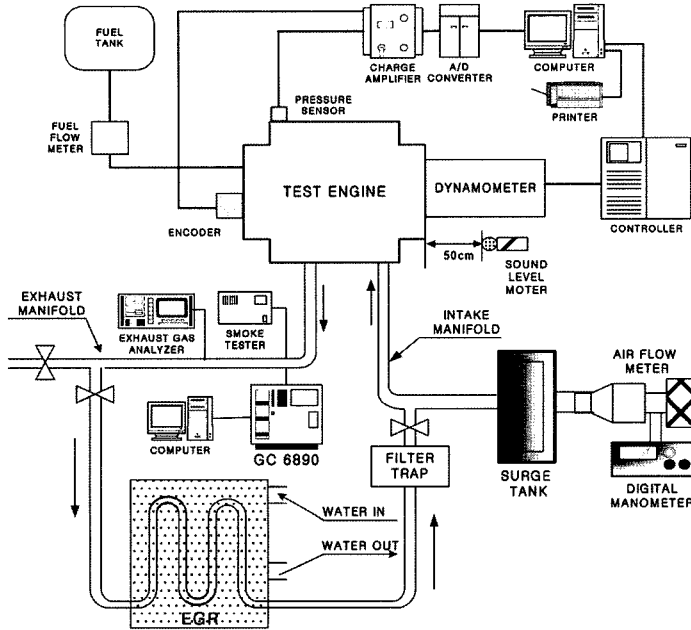 FUEL
TANK
FUEL
FLOW
METER
PRESSURE
SENSOR
CHARGE
AMPLIFIER
A/D
CONVERTER
COMPUTER
PRINTER
TEST ENGINE
DYNAMOMETER
ENCODER
CONTROLLER
50cm
SOUND
LEVEL
MOTER
EXHAUST
MANIFOLD
EXHAUST GAS
ANALYZER
SMOKE
TESTER
INTAKE
MANIFOLD
AIR FLOW
METER
COMPUTER
GC 6890
FILTER
TRAP
SURGE
TANK
DIGITAL
MANOMETER
WATER IN
WATER OUT
EGR